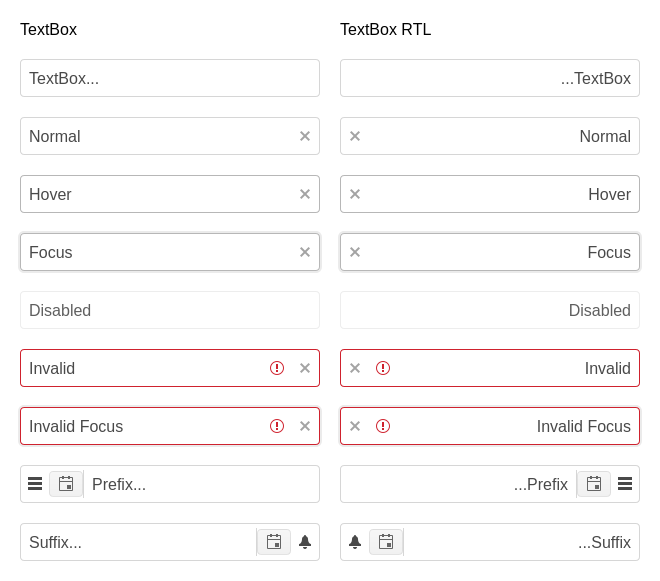 TextBox
TextBox...
Normal
Hover
Focus
Disabled
Invalid
Invalid Focus
Prefix...
Suffix...
TextBox RTL
...TextBox
Normal
Hover
Focus
Disabled
Invalid
Invalid Focus
...Prefix
...Suffix